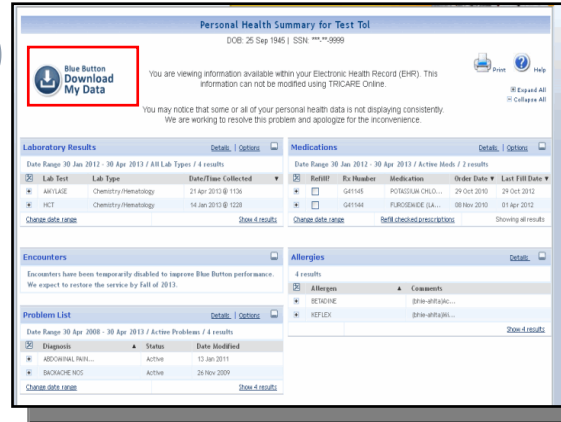 Personal Health Summary for Test Tol
DOB: 25 Sep 1945 | SSN: ***-**-9999
Blue Button
Download
My Data
You are viewing information available within your Electronic Health Record (EHR). This
information can not be modified using TRICARE Online.
Print
Help
Expand All
Collapse All
You may notice that some or all of your personal health data is not displaying consistently.
We are working to resolve this problem and apologize for the inconvenience.
Laboratory Results Details | Options
Date Range 30 Jan 2012 - 30 Apr 2013 / All Lab Types / 4 results
Lab Test Lab Type Date/Time Collected
AMYLASE Chemistry/Hematology 21 Apr 2013 @ 1136
HCT Chemistry/Hematology 14 Jan 2013 @ 1228
Change date range Show 4 results
Medications Details | Options
Date Range 30 Jan 2012 - 30 Apr 2013 / Active Meds / 2 results
Refill? Rx Number Medication Order Date Last Fill Date
G41145 POTASSIUM CHLO... 29 Oct 2010 29 Oct 2012
G41144 FUROSEMIDE (LA... 08 Nov 2010 01 Apr 2012
Change date range Refill checked prescriptions Showing all results
Encounters
Encounters have been temporarily disabled to improve Blue Button performance.
We expect to restore the service by Fall of 2013.
Allergies Details
4 results
Allergen Comments
BETADINE
KEFLEX
Show 4 results
Problem List Details | Options
Date Range 30 Apr 2008 - 30 Apr 2013 / Active Problems / 4 results
Diagnosis Status Date Modified
ABDOMINAL PAIN... Active 13 Jan 2011
BACKACHE NOS Active 26 Nov 2009
Change date range Show 4 results